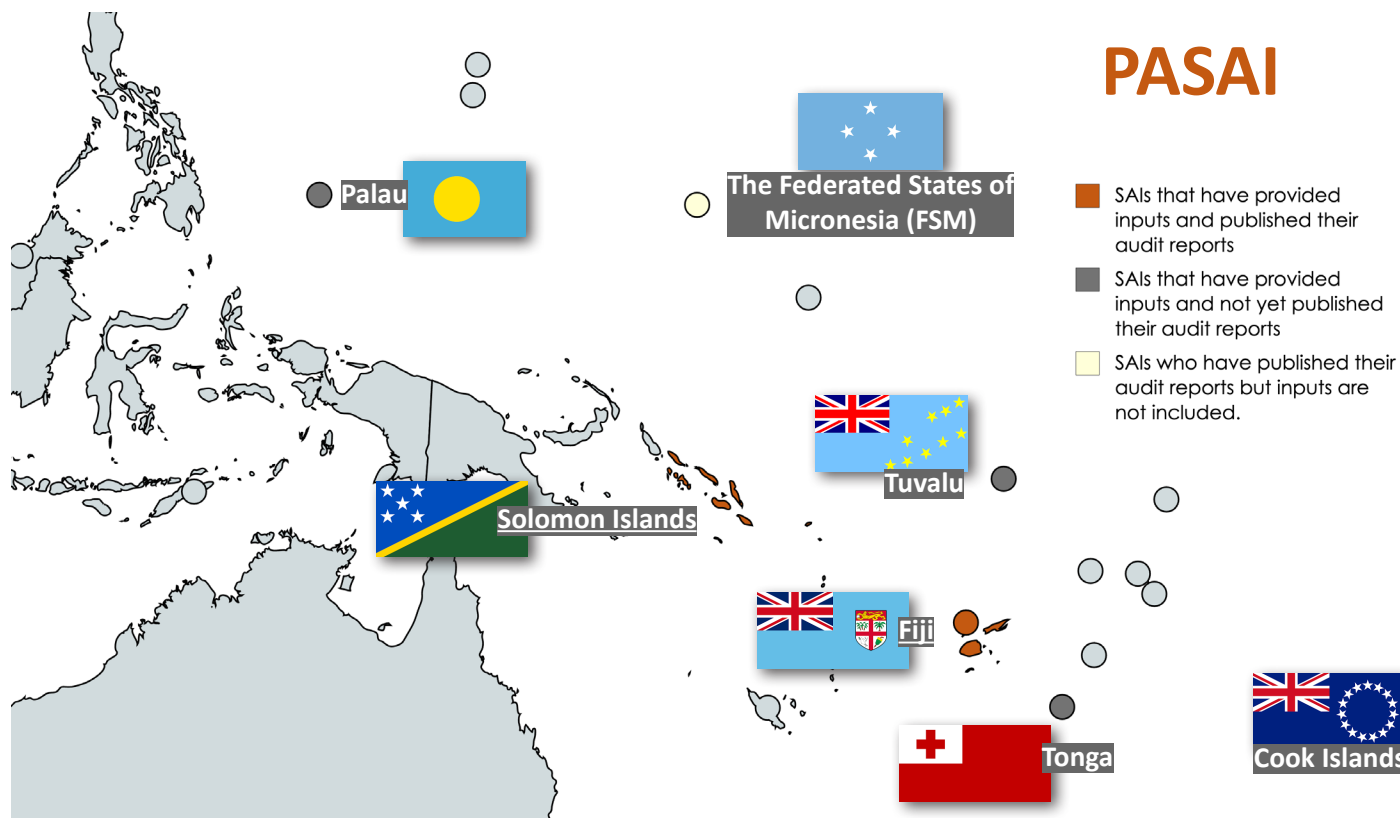 PASAI
The Federated States of
Micronesia (FSM)
Palau
SAIs that have provided
inputs and published their
audit reports
SAIs that have provided
inputs and not yet published
their audit reports
SAIs who have published their
audit reports but inputs are
not included.
Tuvalu
Solomon Islands
Fiji
Tonga
Cook Islands